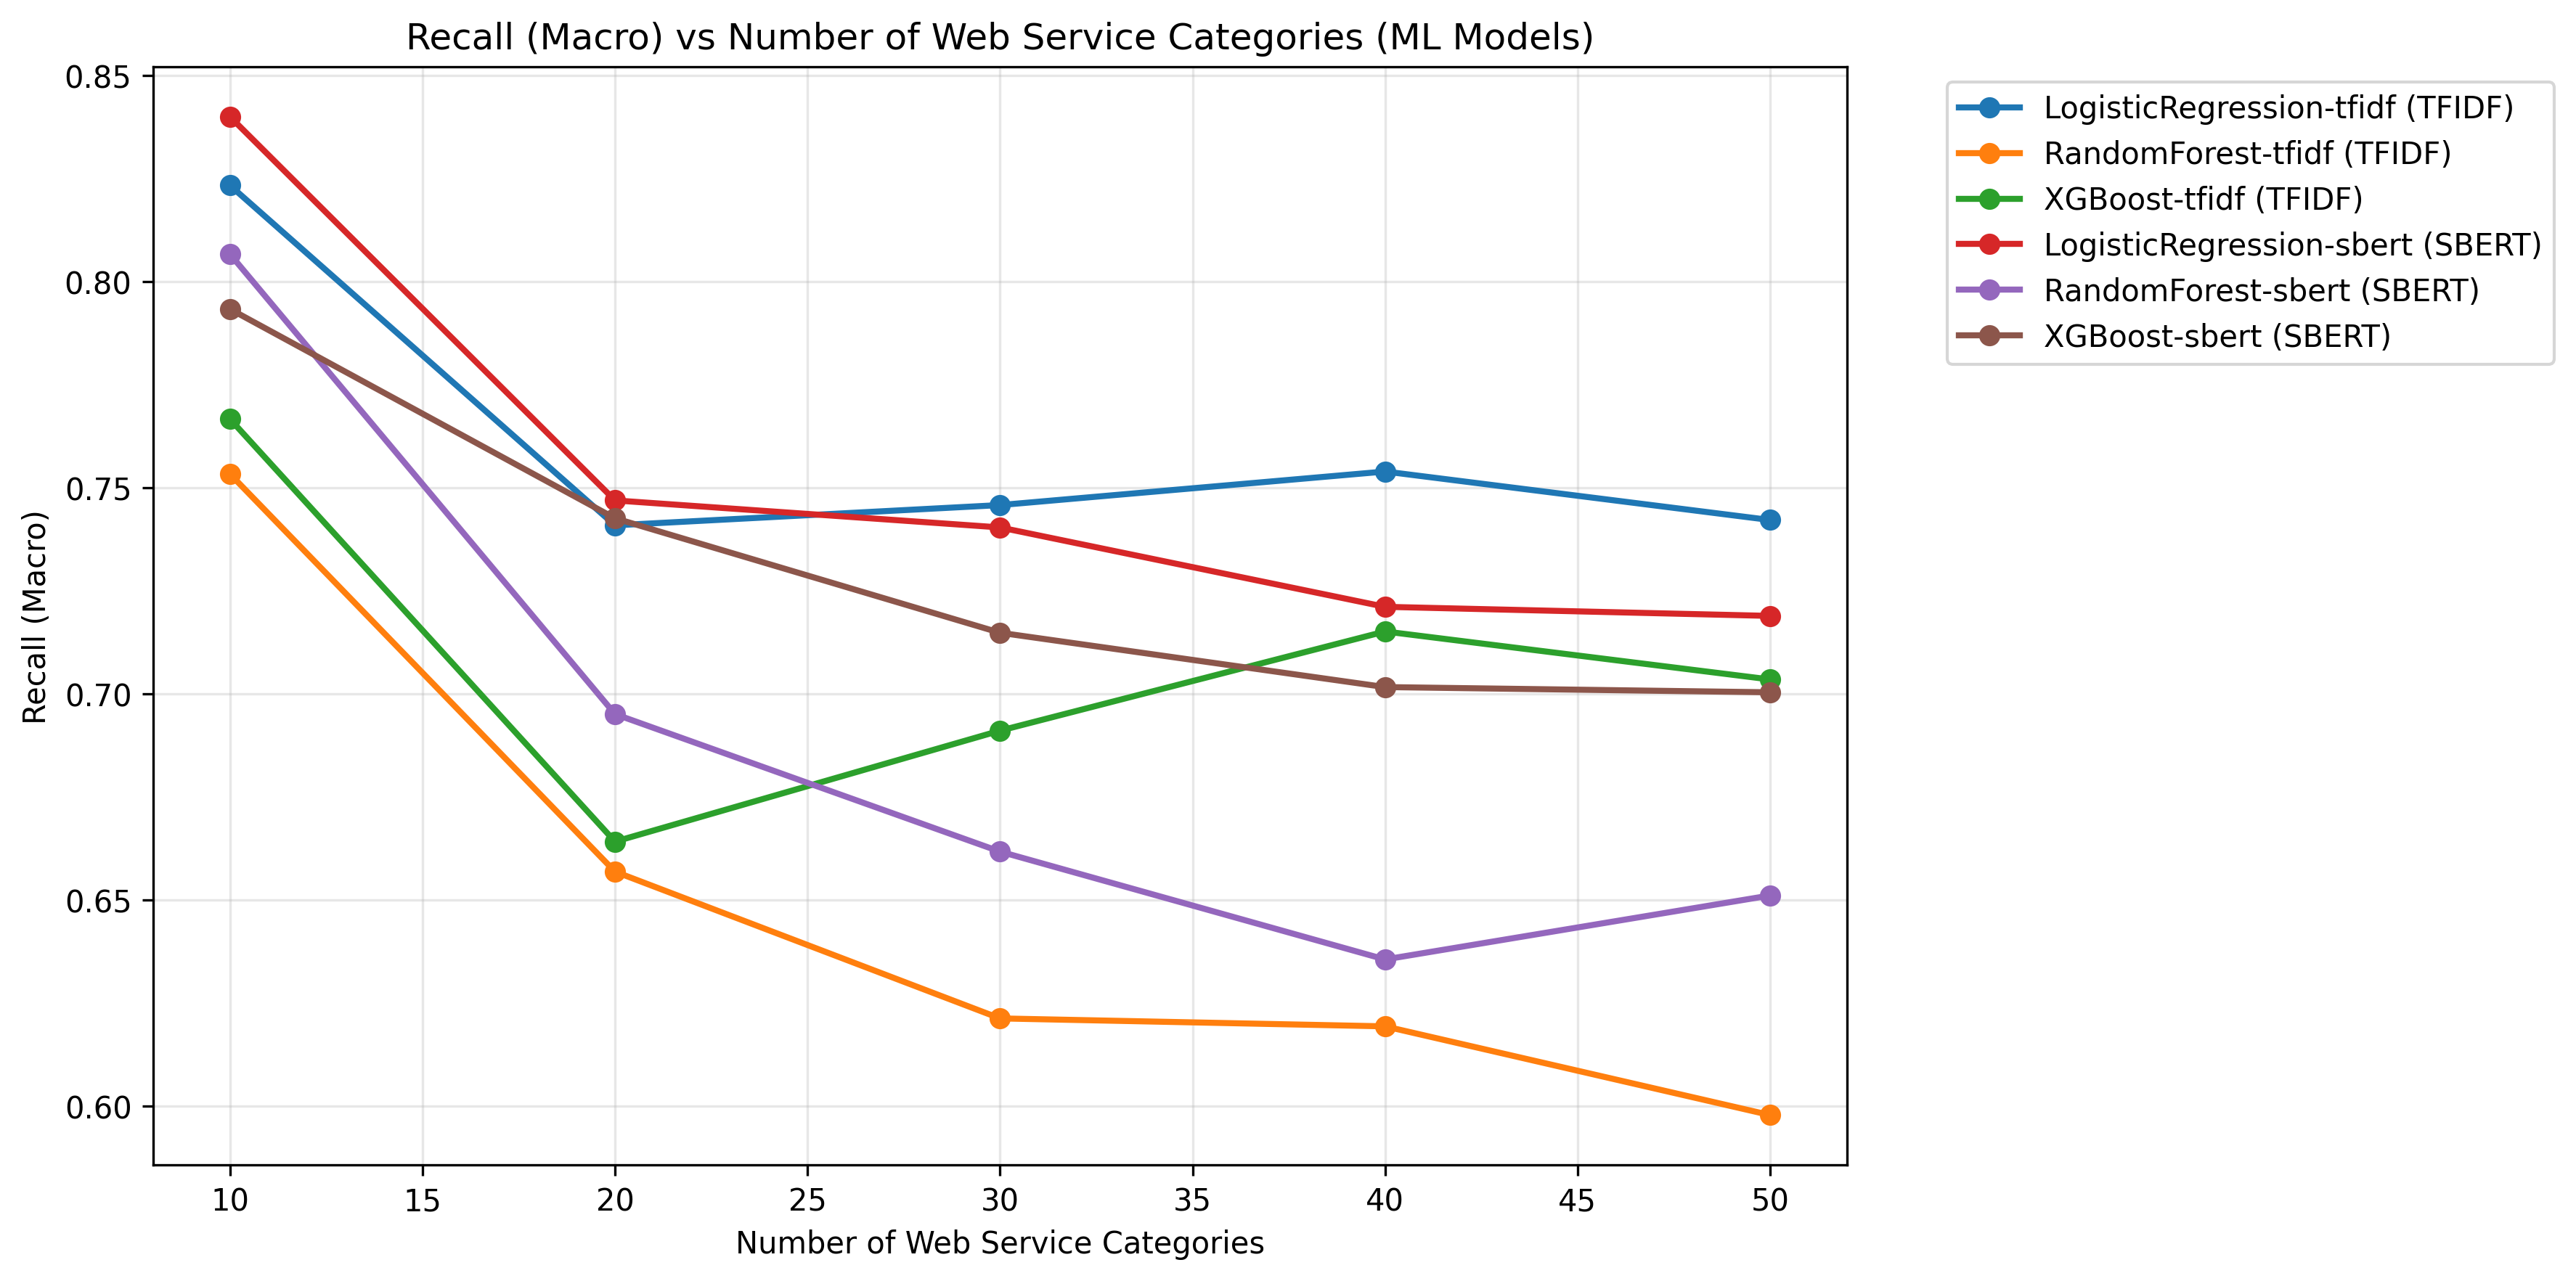 Recall (Macro) vs Number of Web Service Categories (ML Models)
0.85
0.80
0.75
0.70
0.65
0.60
Recall (Macro)
10 15 20 25 30 35 40 45 50
Number of Web Service Categories
LogisticRegression-tfidf (TFIDF)
RandomForest-tfidf (TFIDF)
XGBoost-tfidf (TFIDF)
LogisticRegression-sbert (SBERT)
RandomForest-sbert (SBERT)
XGBoost-sbert (SBERT)